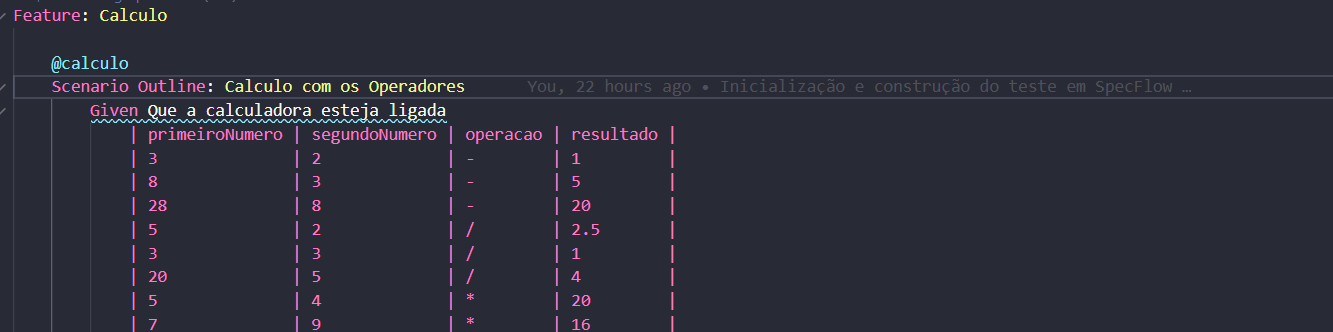 Feature: Calculo
@calculo
Scenario Outline: Calculo com os Operadores You, 22 hours ago • Inicialização e construção do teste em SpecFlow …
Given Que a calculadora esteja ligada
| primeiroNumero | segundoNumero | operacao | resultado |
| 3 | 2 | - | 1 |
| 8 | 3 | - | 5 |
| 28 | 8 | - | 20 |
| 5 | 2 | / | 2.5 |
| 3 | 3 | / | 1 |
| 20 | 5 | / | 4 |
| 5 | 4 | * | 20 |
| 7 | 9 | * | 16 |